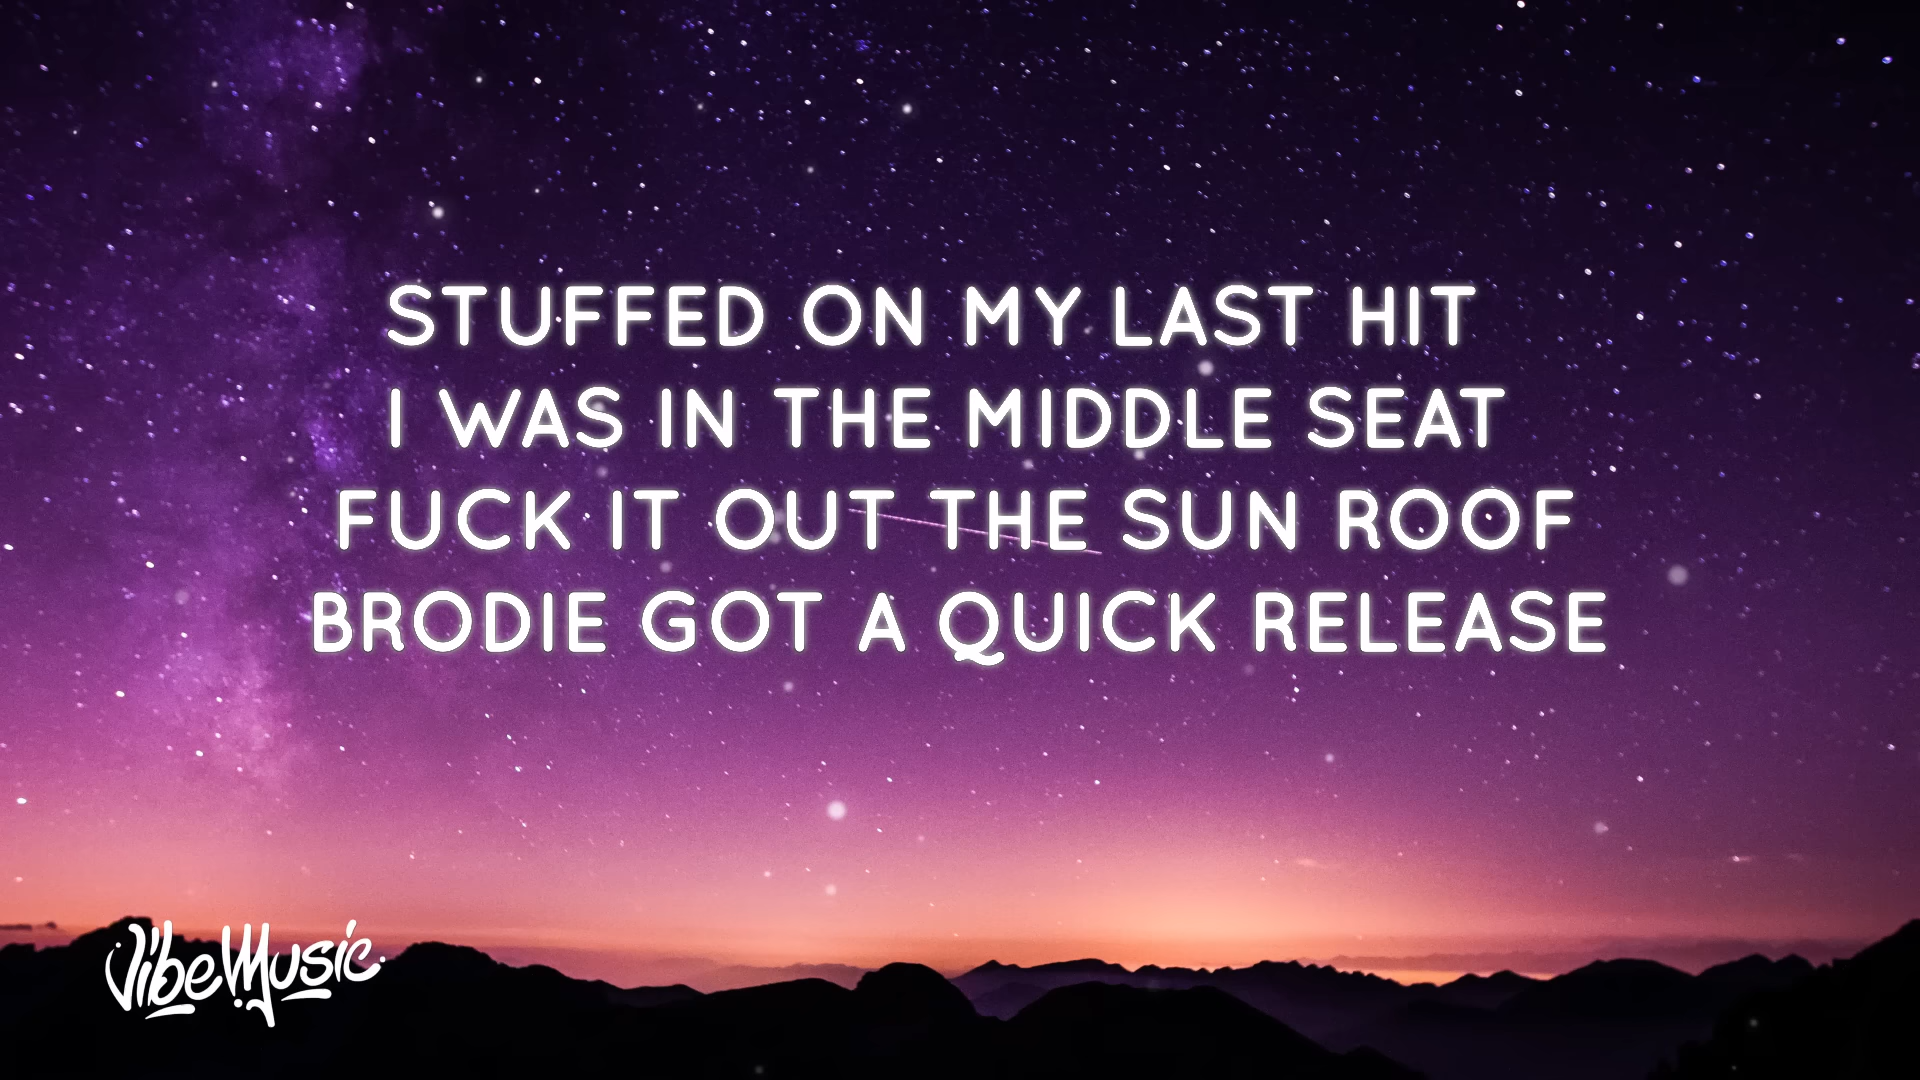 STUFFED ON MY LAST HIT
I WAS IN THE MIDDLE SEAT
FUCK IT OUT THE SUN ROOF
BRODIE GOT A QUICK RELEASE
VibeMusic